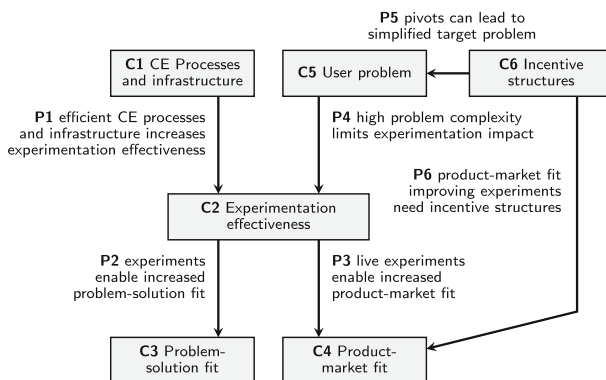 P5 pivots can lead to
simplified target problem
C1 CE Processes
and infrastructure
C5 User problem
C6 Incentive
structures
P1 efficient CE processes
and infrastructure increases
experimentation effectiveness
P4 high problem complexity
limits experimentation impact
P6 product-market fit
improving experiments
need incentive structures
C2 Experimentation
effectiveness
P2 experiments
enable increased
problem-solution fit
P3 live experiments
enable increased
product-market fit
C3 Problem-
solution fit
C4 Product-
market fit